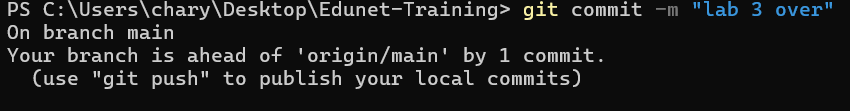 PS C:\Users\chary\Desktop\Edunet-Training> git commit -m "lab 3 over"
On branch main
Your branch is ahead of 'origin/main' by 1 commit.
  (use "git push" to publish your local commits)